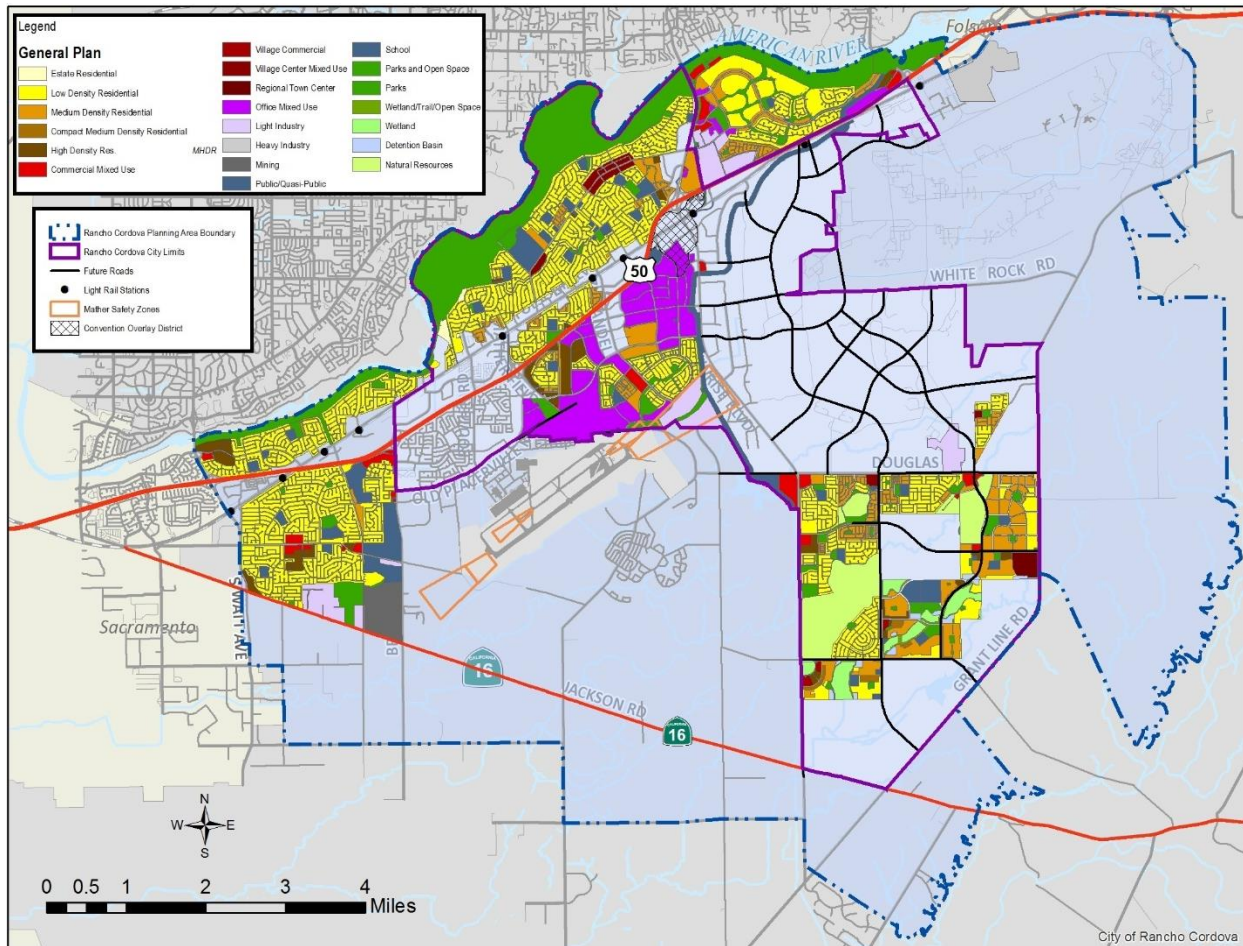 Legend
General Plan
Estate Residential
Low Density Residential
Medium Density Residential
Compact Medium Density Residential
High Density Res.
MHDR
Commercial Mixed Use
Village Commercial
Village Center Mixed Use
Regional Town Center
Office Mixed Use
Light Industry
Heavy Industry
Mining
Public/Quasi-Public
School
Parks and Open Space
Parks
Wetland/Trail/Open Space
Wetland
Detention Basin
Natural Resources
Rancho Cordova Planning Area Boundary
Rancho Cordova City Limits
Future Roads
Light Rail Stations
Mather Safety Zones
Convention Overlay District
AMERICAN RIVER
Folsom
50
WHITE ROCK RD
OLD PLACERVILLE RD
DOUGLAS
S WATT AVE
Sacramento
CALIFORNIA
16
JACKSON RD
CALIFORNIA
16
GRANT LINE RD
N
W
E
S
0 0.5 1 2 3 4
Miles
City of Rancho Cordova